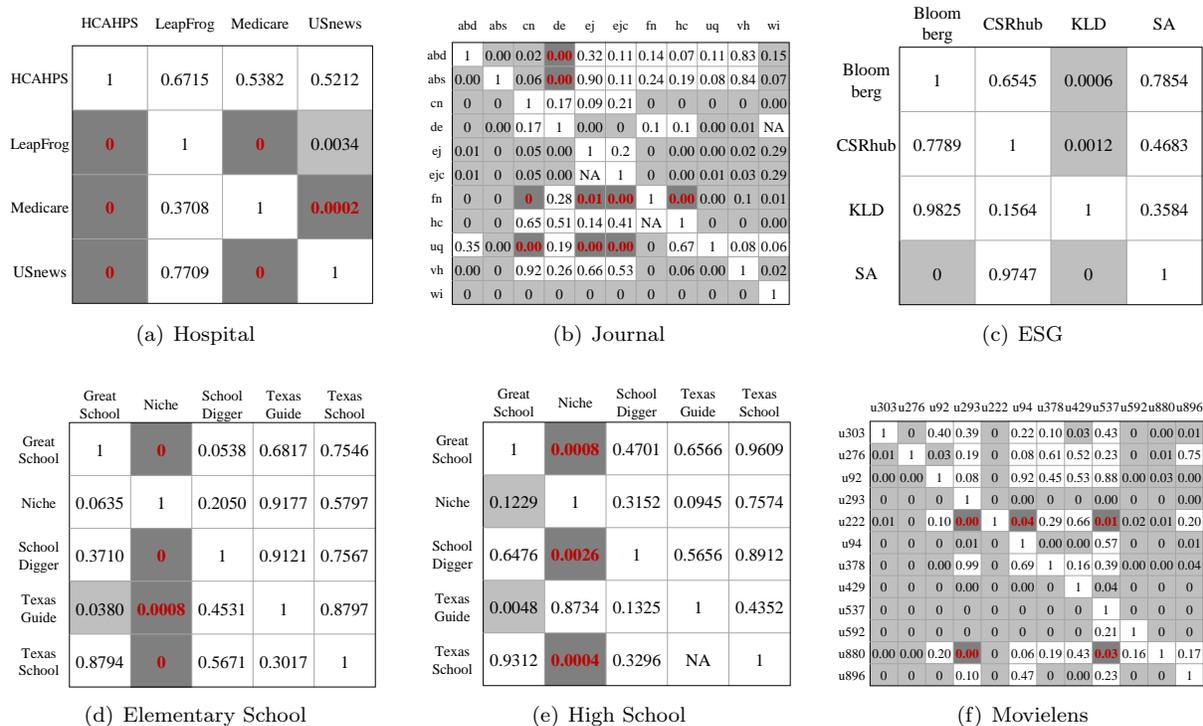 HCAHPS LeapFrog Medicare USnews
HCAHPS 1 0.6715 0.5382 0.5212
LeapFrog 0 1 0 0.0034
Medicare 0 0.3708 1 0.0002
USnews 0 0.7709 0 1
(a) Hospital
abd abs cn de ej ejc fn hc uq vh wi
abd 1 0.00 0.02 0.00 0.32 0.11 0.14 0.07 0.11 0.83 0.15
abs 0.00 1 0.06 0.00 0.90 0.11 0.24 0.19 0.08 0.84 0.07
cn 0 0 1 0.17 0.09 0.21 0 0 0 0 0.00
de 0 0.00 0.17 1 0.00 0 0.1 0.1 0.00 0.01 NA
ej 0.01 0 0.05 0.00 1 0.2 0 0.00 0.00 0.02 0.29
ejc 0.01 0 0.05 0.00 NA 1 0 0.00 0.01 0.03 0.29
fn 0 0 0 0.28 0.01 0.00 1 0.00 0.00 0.1 0.01
hc 0 0 0.65 0.51 0.14 0.41 NA 1 0 0 0.00
uq 0.35 0.00 0.00 0.19 0.00 0.00 0 0.67 1 0.08 0.06
vh 0.00 0 0.92 0.26 0.66 0.53 0 0.06 0.00 1 0.02
wi 0 0 0 0 0 0 0 0 0 0 1
(b) Journal
Bloom berg CSRhub KLD SA
Bloom berg 1 0.6545 0.0006 0.7854
CSRhub 0.7789 1 0.0012 0.4683
KLD 0.9825 0.1564 1 0.3584
SA 0 0.9747 0 1
(c) ESG
Great School Niche School Digger Texas Guide Texas School
Great School 1 0 0.0538 0.6817 0.7546
Niche 0.0635 1 0.2050 0.9177 0.5797
School Digger 0.3710 0 1 0.9121 0.7567
Texas Guide 0.0380 0.0008 0.4531 1 0.8797
Texas School 0.8794 0 0.5671 0.3017 1
(d) Elementary School
Great School Niche School Digger Texas Guide Texas School
Great School 1 0.0008 0.4701 0.6566 0.9609
Niche 0.1229 1 0.3152 0.0945 0.7574
School Digger 0.6476 0.0026 1 0.5656 0.8912
Texas Guide 0.0048 0.8734 0.1325 1 0.4352
Texas School 0.9312 0.0004 0.3296 NA 1
(e) High School
u303 u276 u92 u293 u222 u94 u378 u429 u537 u592 u880 u896
u303 1 0 0.40 0.39 0 0.22 0.10 0.03 0.43 0 0.00 0.01
u276 0.01 1 0.03 0.19 0 0.08 0.61 0.52 0.23 0 0.01 0.75
u92 0.00 0.00 1 0.08 0 0.92 0.45 0.53 0.88 0.00 0.03 0.00
u293 0 0 0 1 0 0.00 0 0.00 0.00 0 0 0.00
u222 0.01 0 0.10 0.00 1 0.04 0.29 0.66 0.01 0.02 0.01 0.20
u94 0 0 0 0.01 0 1 0.00 0.00 0.57 0 0 0.01
u378 0 0 0.00 0.99 0 0.69 1 0.16 0.39 0.00 0.00 0.04
u429 0 0 0 0.00 0 0.00 0 1 0.04 0 0 0
u537 0 0 0 0 0 0 0 0 1 0 0 0
u592 0 0 0 0 0 0 0 0 0.21 1 0 0
u880 0.00 0.00 0.20 0.00 0 0.06 0.19 0.43 0.03 0.16 1 0.17
u896 0 0 0 0.10 0 0.47 0 0.00 0.23 0 0 1
(f) Movielens